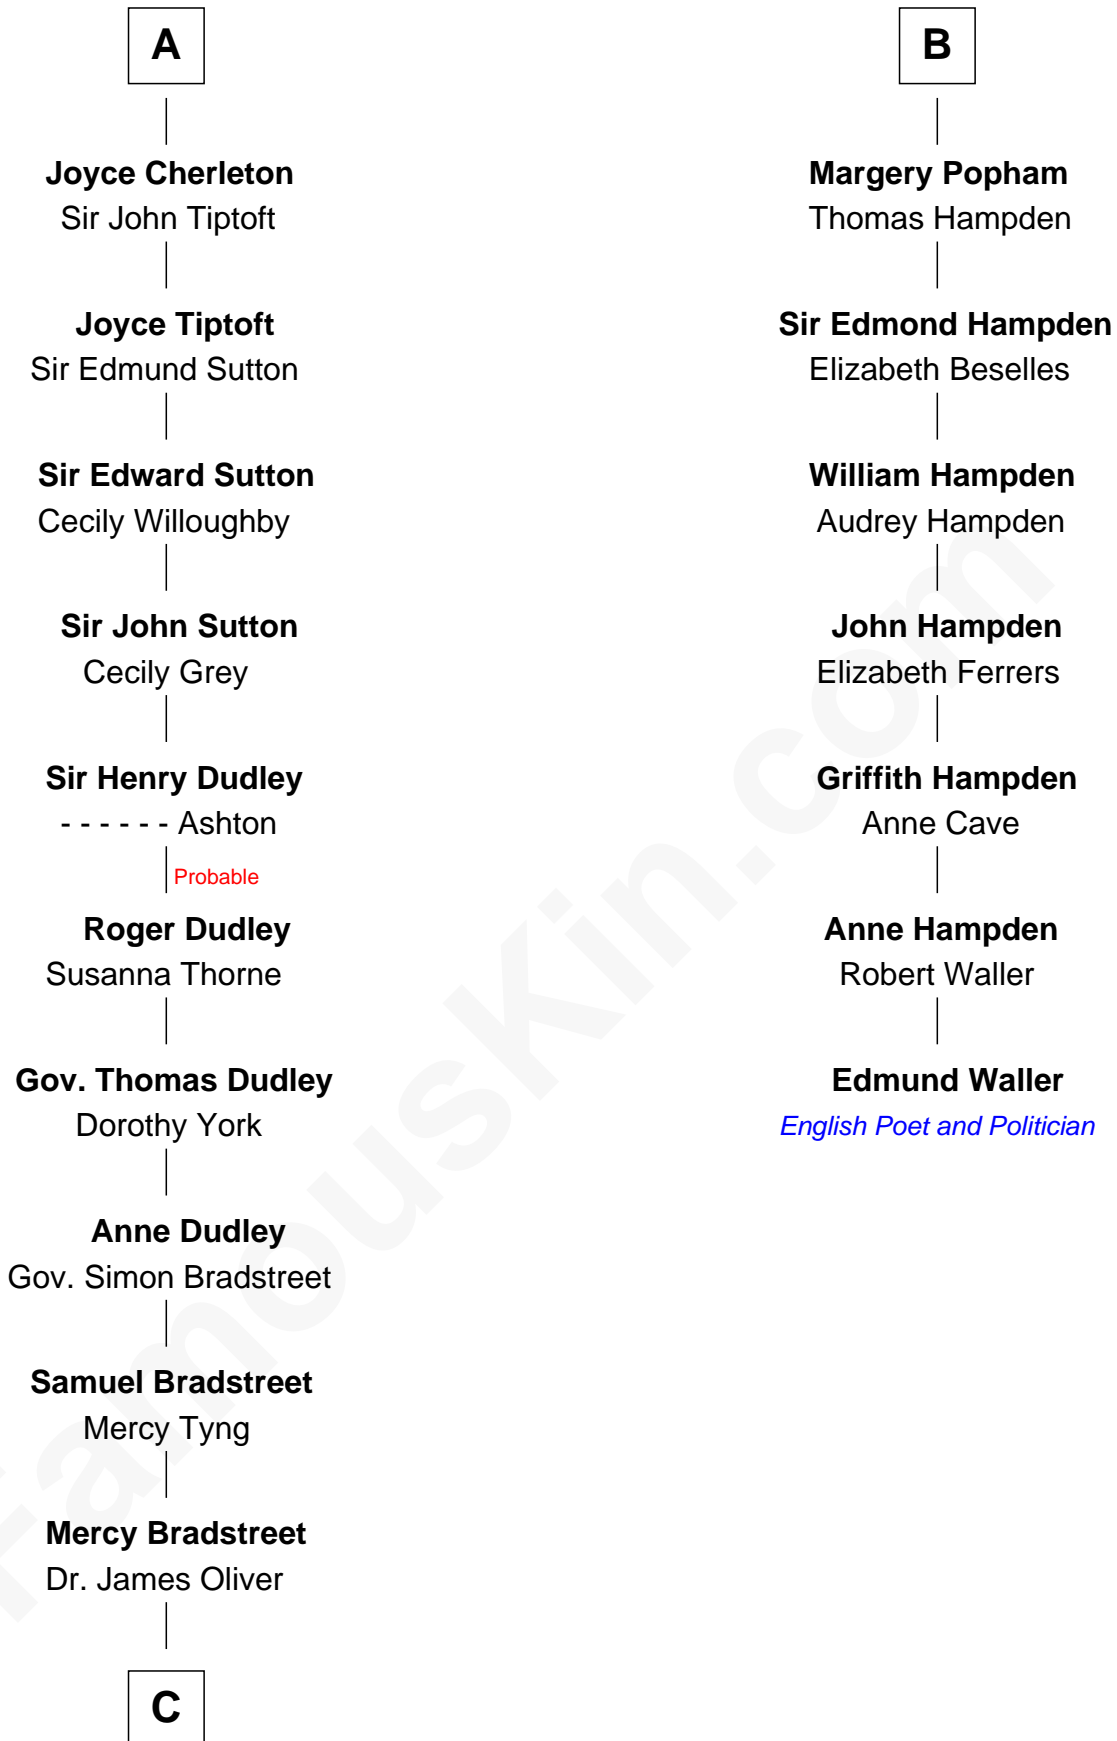 A
Joyce Cherleton
Sir John Tiptoft
Joyce Tiptoft
Sir Edmund Sutton
Sir Edward Sutton
Cecily Willoughby
Sir John Sutton
Cecily Grey
Sir Henry Dudley
- - - - - - Ashton
Probable
Roger Dudley
Susanna Thorne
Gov. Thomas Dudley
Dorothy York
Anne Dudley
Gov. Simon Bradstreet
Samuel Bradstreet
Mercy Tyng
Mercy Bradstreet
Dr. James Oliver
C
B
Margery Popham
Thomas Hampden
Sir Edmond Hampden
Elizabeth Beselles
William Hampden
Audrey Hampden
John Hampden
Elizabeth Ferrers
Griffith Hampden
Anne Cave
Anne Hampden
Robert Waller
Edmund Waller
English Poet and Politician
FamousKin.com